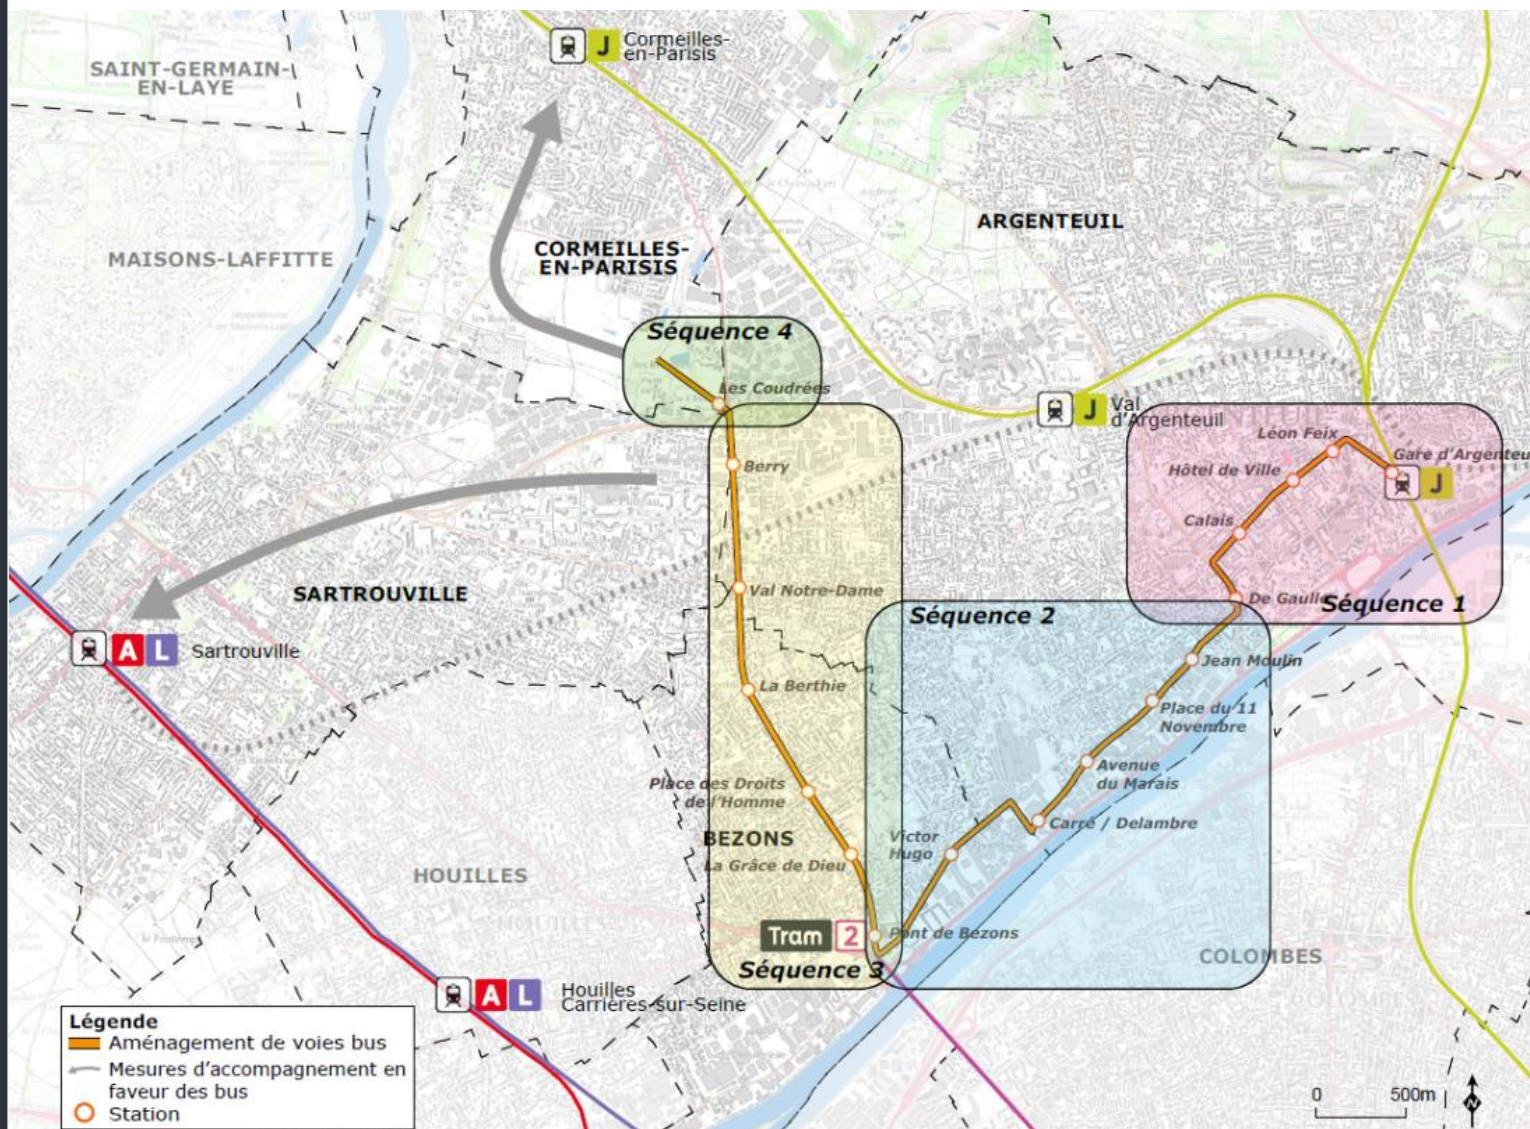 J Cormeilles-
en-Parisis
SAINT-GERMAIN-
EN-LAYE
MAISONS-LAFFITTE
CORMEILLES-
EN-PARISIS
ARGENTEUIL
Séquence 4
Les Coudrées
J Val
d'Argenteuil
Léon Feix
Gare d'Argenteu
J
Hôtel de Ville
Berry
Calais
Val Notre-Dame
SARTROUVILLE
De Gaulle
Séquence 1
Séquence 2
A L Sartrouville
Jean Moulin
La Berthie
Place du 11
Novembre
Avenue
du Marais
Place des Droits
de l'Homme
Carré / Delambre
Victor
Hugo
BEZONS
La Grâce de Dieu
HOUILLES
Tram 2
Pont de Bezons
COLOMBES
Séquence 3
A L Houilles
Carrières-sur-Seine
Légende
Aménagement de voies bus
Mesures d'accompagnement en
faveur des bus
Station
0 500m
N